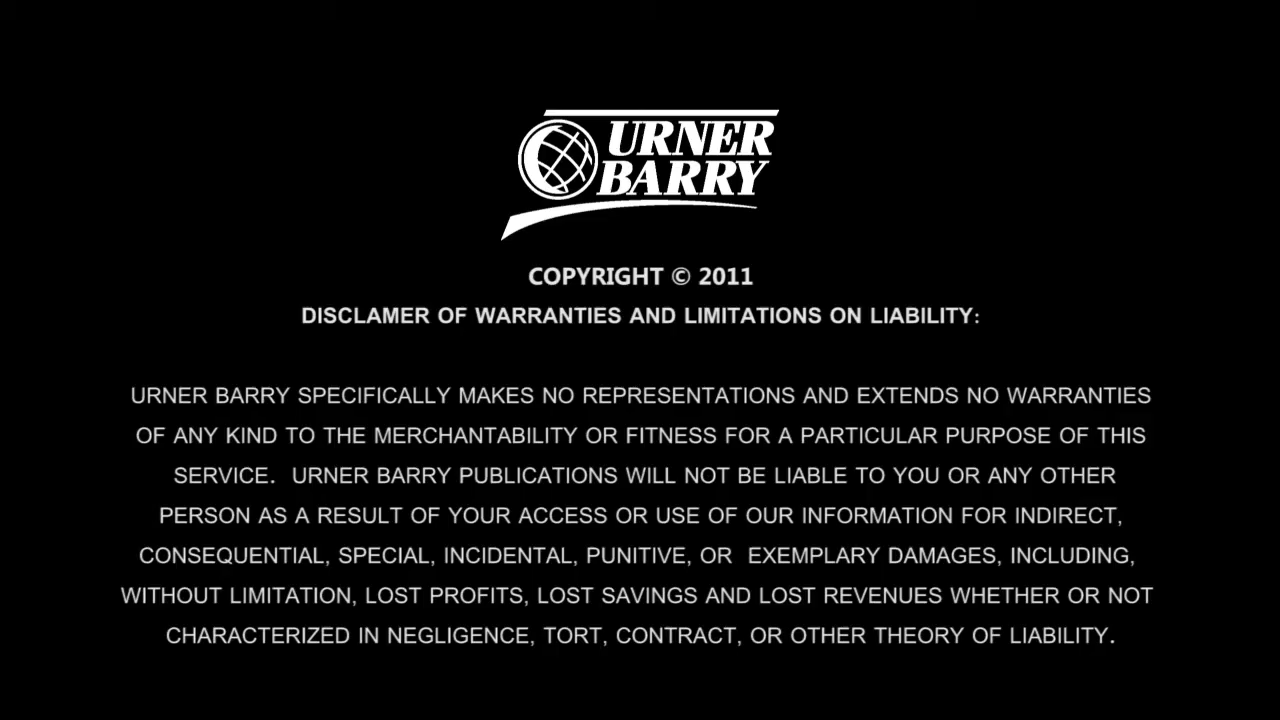 URNER
BARRY
COPYRIGHT © 2011
DISCLAMER OF WARRANTIES AND LIMITATIONS ON LIABILITY:
URNER BARRY SPECIFICALLY MAKES NO REPRESENTATIONS AND EXTENDS NO WARRANTIES
OF ANY KIND TO THE MERCHANTABILITY OR FITNESS FOR A PARTICULAR PURPOSE OF THIS
SERVICE.  URNER BARRY PUBLICATIONS WILL NOT BE LIABLE TO YOU OR ANY OTHER
PERSON AS A RESULT OF YOUR ACCESS OR USE OF OUR INFORMATION FOR INDIRECT,
CONSEQUENTIAL, SPECIAL, INCIDENTAL, PUNITIVE, OR  EXEMPLARY DAMAGES, INCLUDING,
WITHOUT LIMITATION, LOST PROFITS, LOST SAVINGS AND LOST REVENUES WHETHER OR NOT
CHARACTERIZED IN NEGLIGENCE, TORT, CONTRACT, OR OTHER THEORY OF LIABILITY.